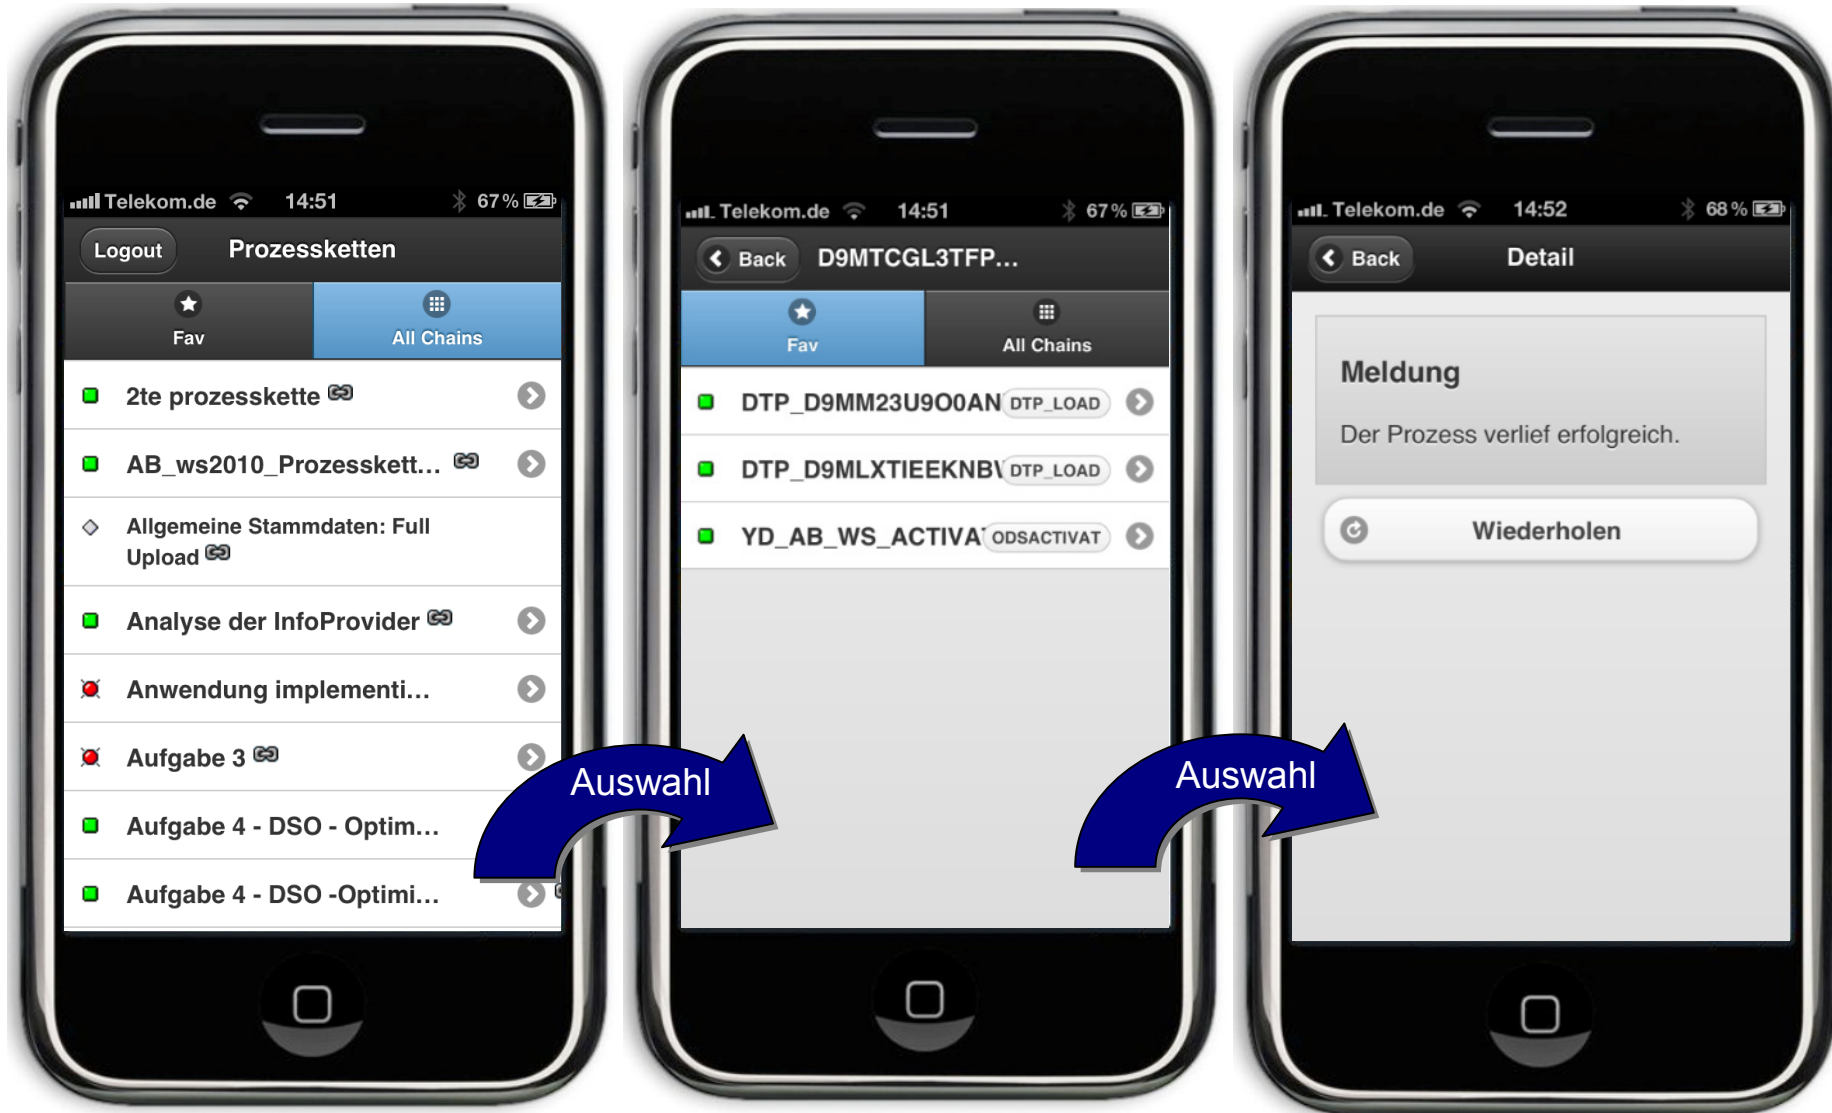 Telekom.de 14:51 67%
Logout Prozessketten
Fav All Chains
2te prozesskette
AB_ws2010_Prozesskett...
Allgemeine Stammdaten: Full
Upload
Analyse der InfoProvider
Anwendung implementi...
Aufgabe 3
Aufgabe 4 - DSO - Optim...
Aufgabe 4 - DSO -Optimi...
Auswahl
Telekom.de 14:51 67%
Back D9MTCGL3TFP...
Fav All Chains
DTP_D9MM23U9O0AN DTP_LOAD
DTP_D9MLXTIEEKNBV DTP_LOAD
YD_AB_WS_ACTIVAT ODSACTIVAT
Auswahl
Telekom.de 14:52 68%
Back Detail
Meldung
Der Prozess verlief erfolgreich.
Wiederholen